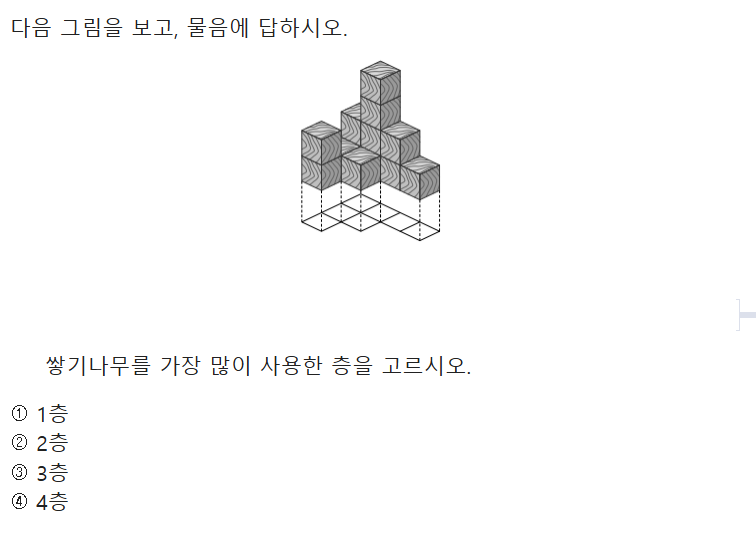 다음 그림을 보고, 물음에 답하시오.
쌓기나무를 가장 많이 사용한 층을 고르시오.
① 1층
② 2층
③ 3층
④ 4층